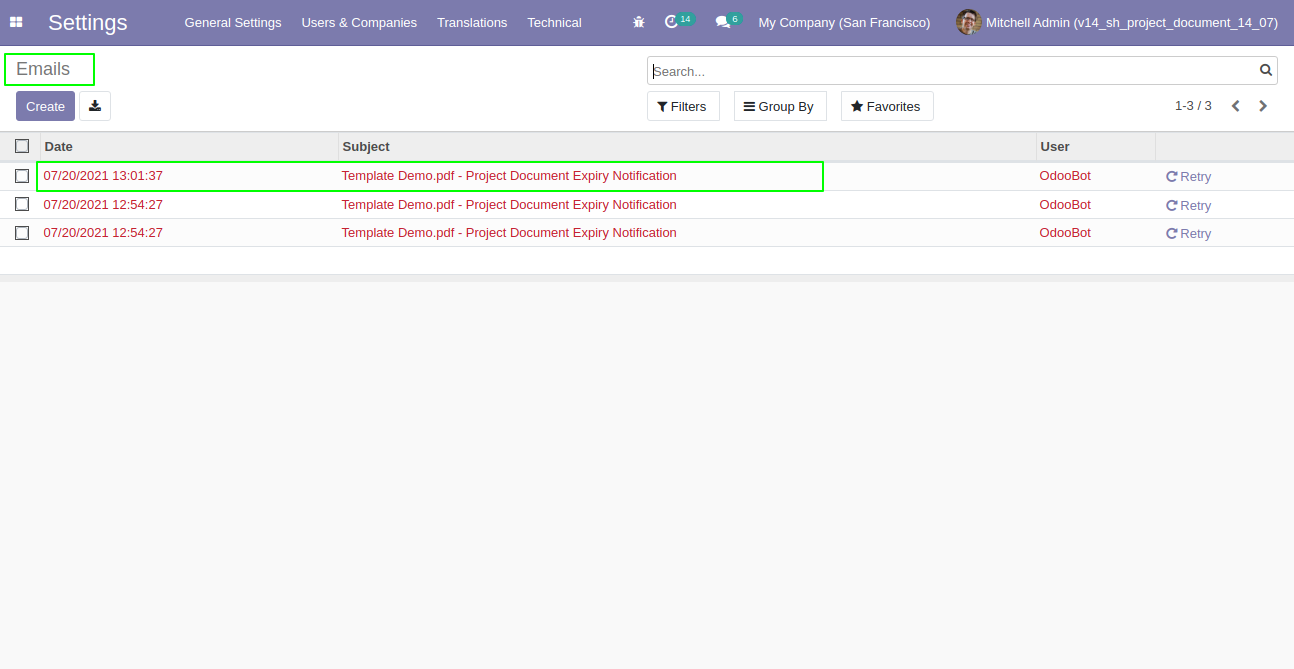 Settings General Settings Users & Companies Translations Technical 14 6 My Company (San Francisco) Mitchell Admin (v14_sh_project_document_14_07)
Emails
Search...
Create
Filters Group By Favorites 1-3 / 3
Date Subject User
07/20/2021 13:01:37 Template Demo.pdf - Project Document Expiry Notification OdooBot Retry
07/20/2021 12:54:27 Template Demo.pdf - Project Document Expiry Notification OdooBot Retry
07/20/2021 12:54:27 Template Demo.pdf - Project Document Expiry Notification OdooBot Retry